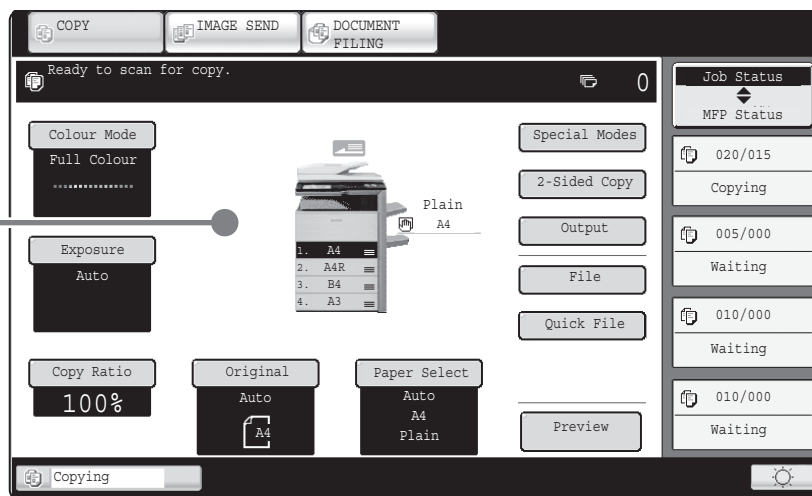 COPY
IMAGE SEND
DOCUMENT
FILING
Ready to scan for copy.
0
Job Status
MFP Status
Colour Mode
Full Colour
Exposure
Auto
Copy Ratio
100%
Original
Auto
A4
Paper Select
Auto
A4
Plain
1. A4
2. A4R
3. B4
4. A3
Plain
A4
Special Modes
2-Sided Copy
Output
File
Quick File
Preview
020/015
Copying
005/000
Waiting
010/000
Waiting
010/000
Waiting
Copying